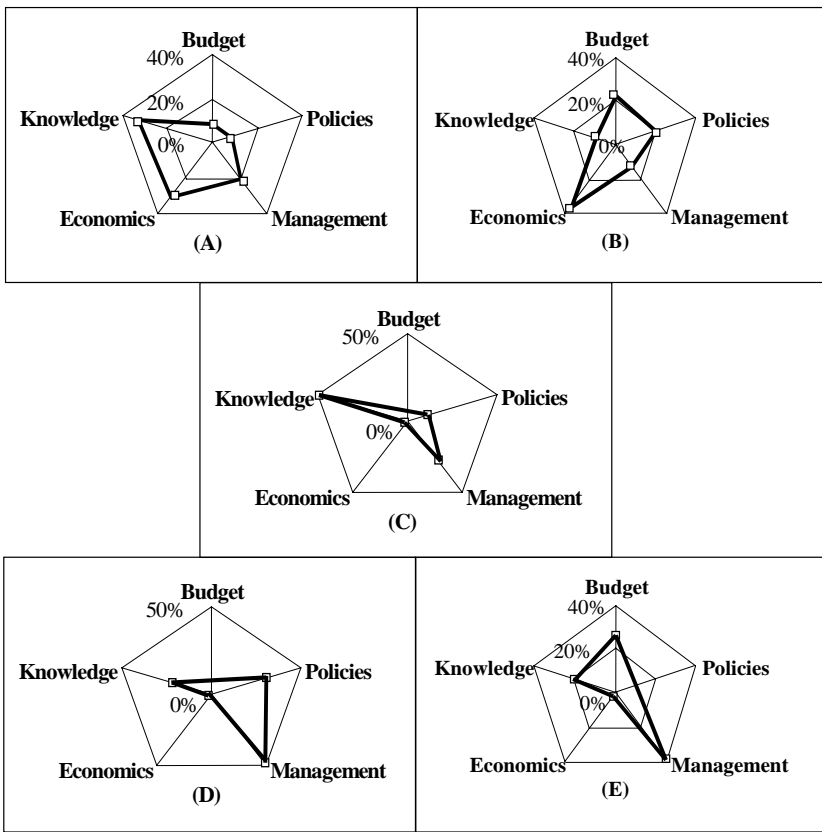 Budget
40%
20%
0%
Knowledge
Policies
Economics
Management
(A)
Budget
40%
20%
0%
Knowledge
Policies
Economics
Management
(B)
Budget
50%
0%
Knowledge
Policies
Economics
Management
(C)
Budget
50%
0%
Knowledge
Policies
Economics
Management
(D)
Budget
40%
20%
0%
Knowledge
Policies
Economics
Management
(E)